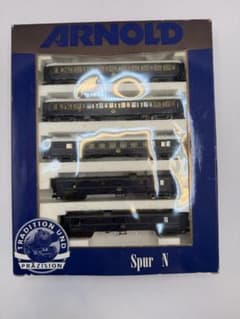 ARNOLD
TRADITION UND
PRÄZISION
Spur N